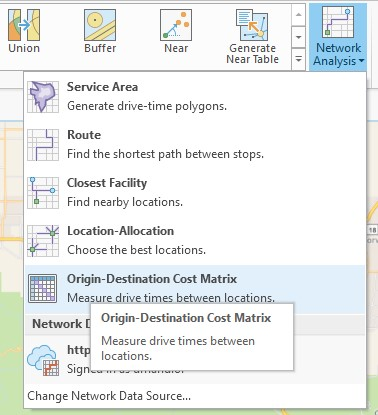 Union
Buffer
Near
Generate
Near Table
Network
Analysis
Service Area
Generate drive-time polygons.
Route
Find the shortest path between stops.
Closest Facility
Find nearby locations.
Location-Allocation
Choose the best locations.
Origin-Destination Cost Matrix
Measure drive times between locations.
Origin-Destination Cost Matrix
Measure drive times between
locations.
Network D
http
Signed in as
Change Network Data Source...
18